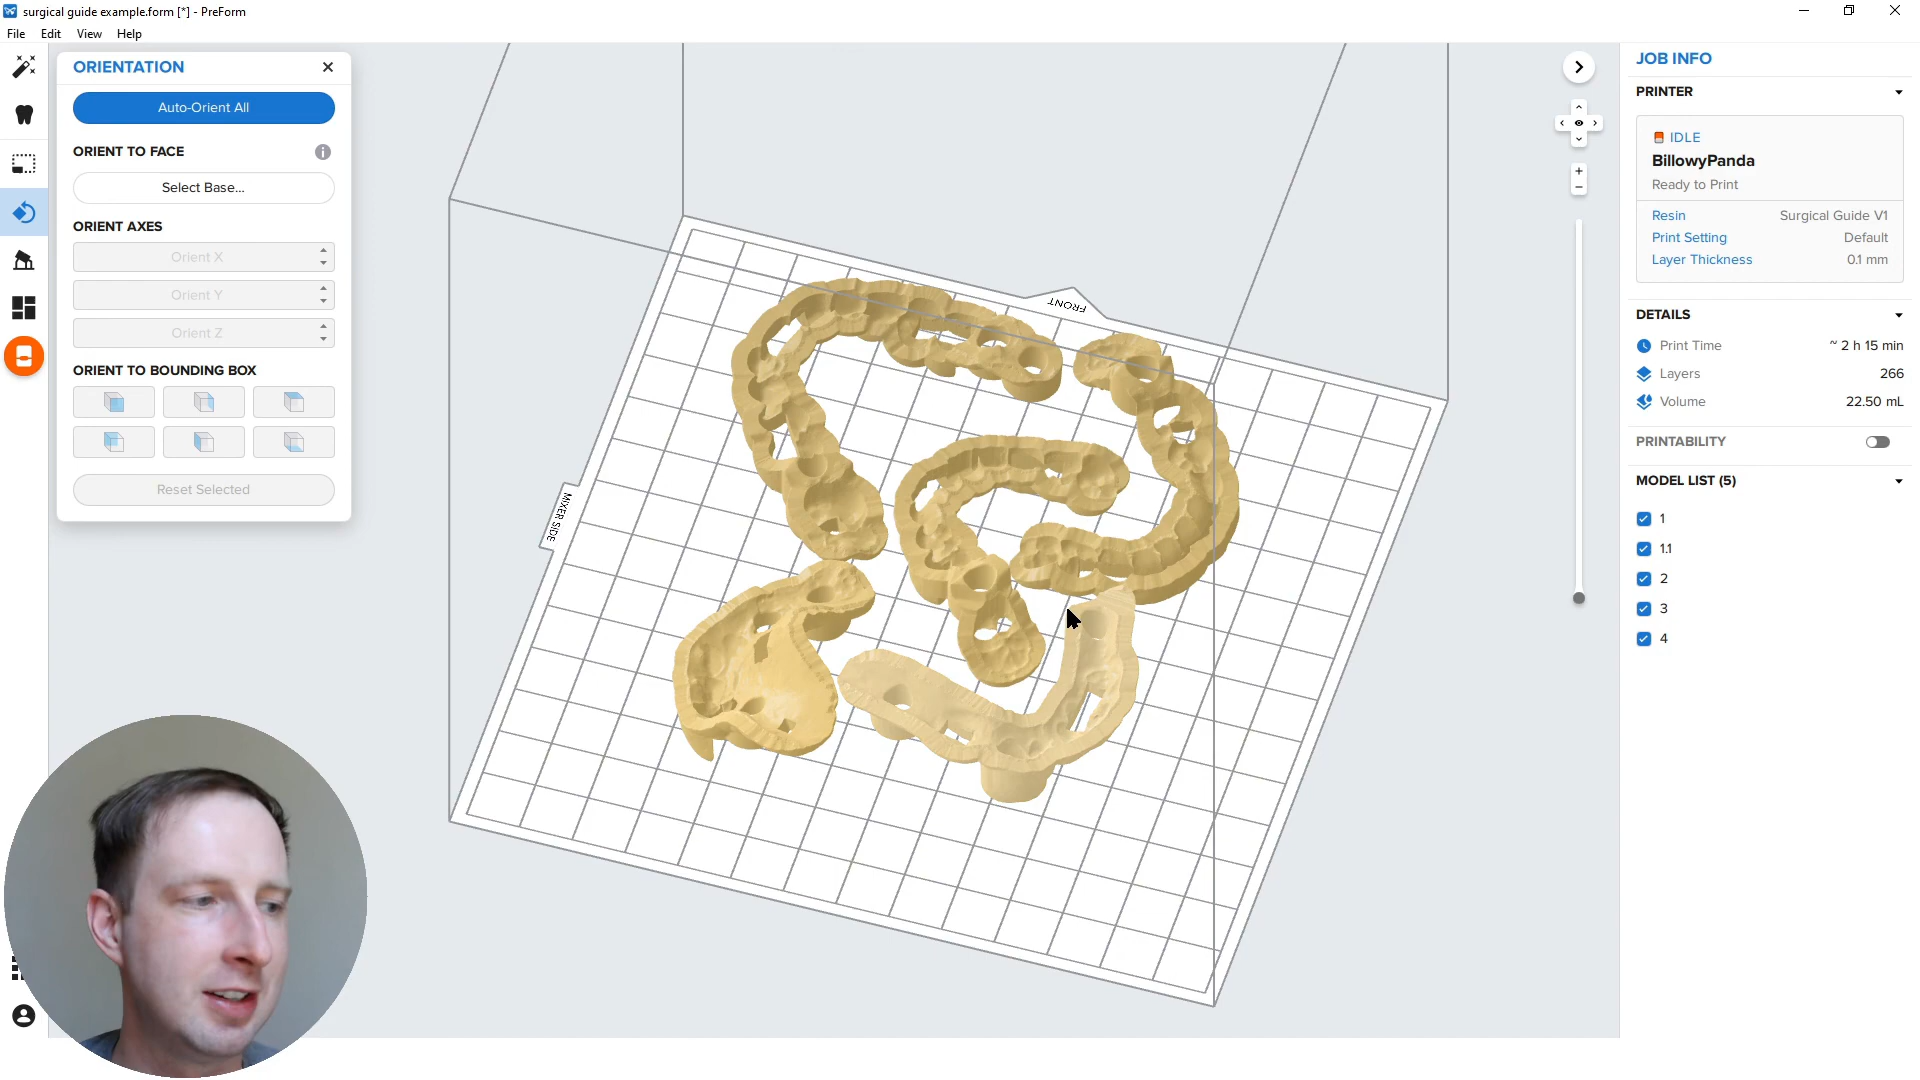 surgical guide example.form [*] - PreForm
File Edit View Help
ORIENTATION
Auto-Orient All
ORIENT TO FACE
Select Base...
ORIENT AXES
Orient X
Orient Y
Orient Z
ORIENT TO BOUNDING BOX
Reset Selected
FRONT
MIXER SIDE
JOB INFO
PRINTER
IDLE
BillowyPanda
Ready to Print
Resin Surgical Guide V1
Print Setting Default
Layer Thickness 0.1 mm
DETAILS
Print Time ~ 2 h 15 min
Layers 266
Volume 22.50 mL
PRINTABILITY
MODEL LIST (5)
1
1.1
2
3
4